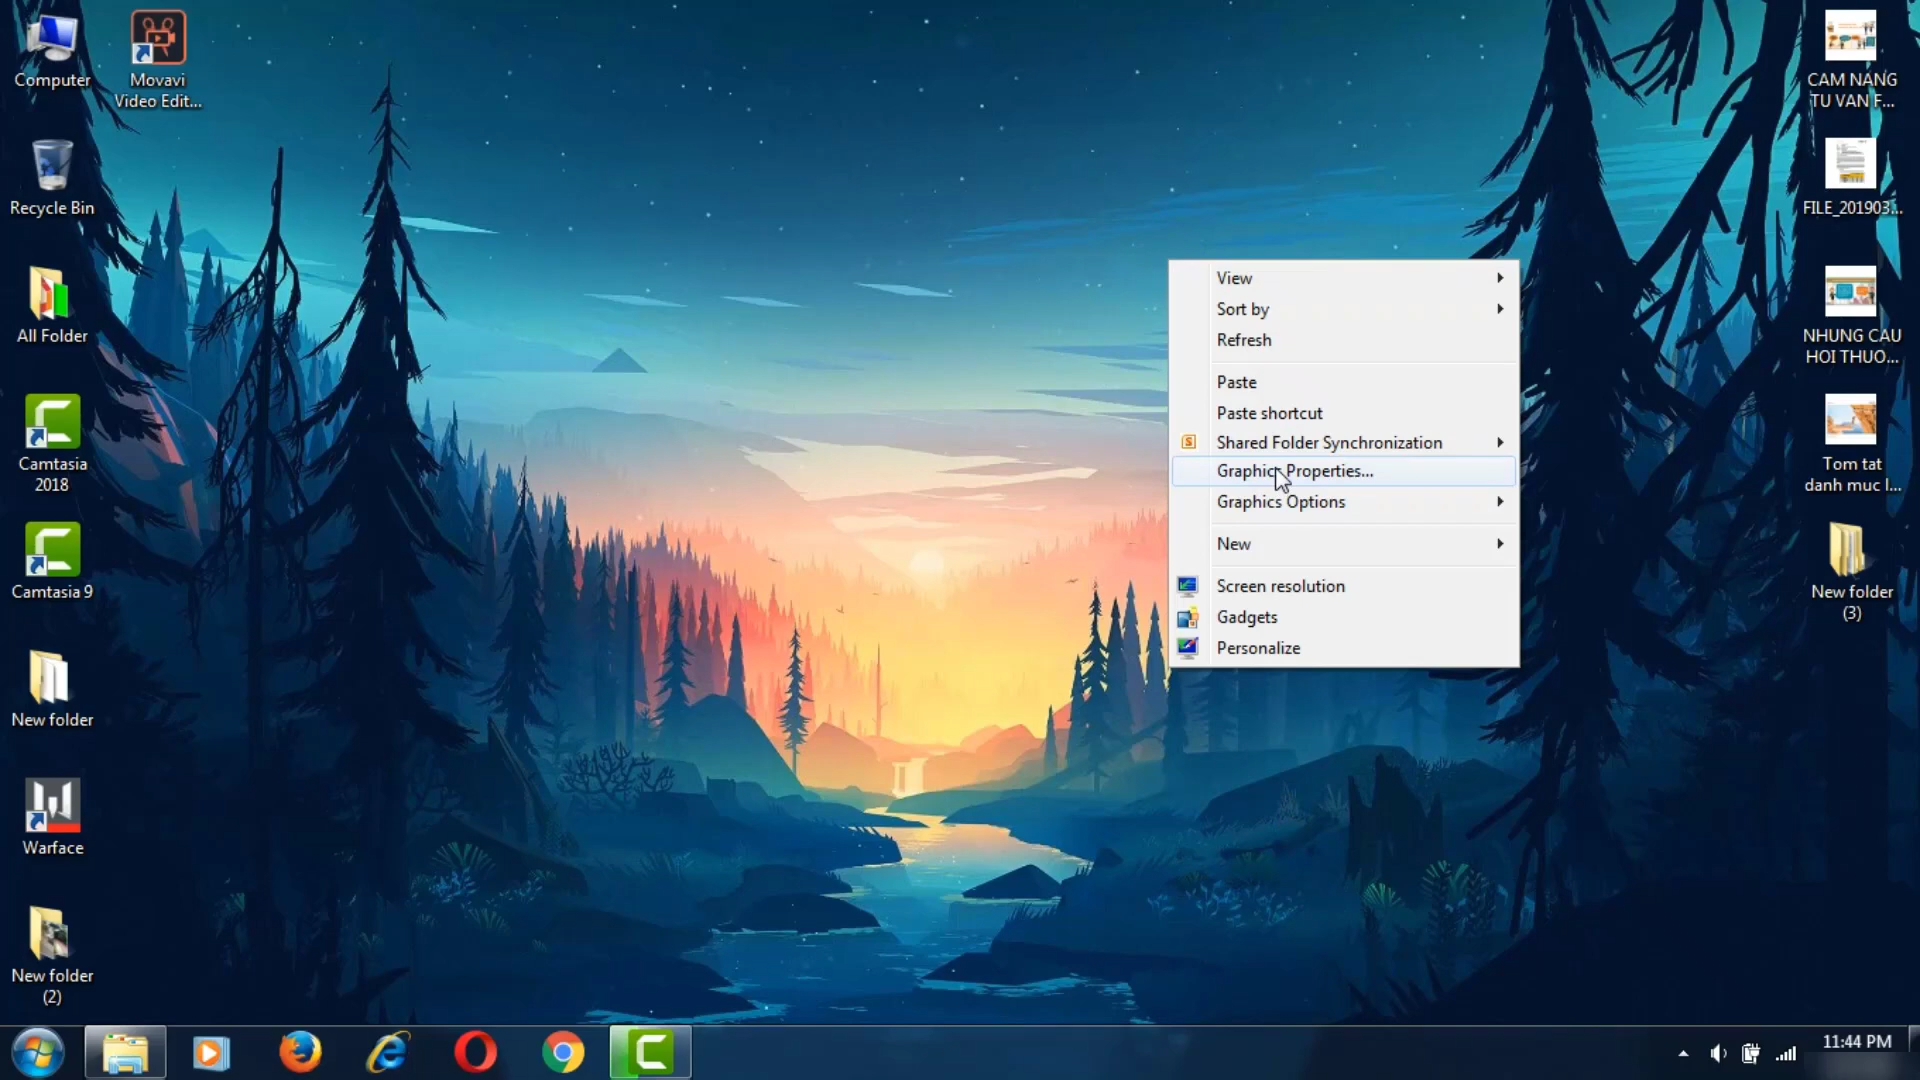 Computer
Movavi
Video Edit...
Recycle Bin
All Folder
Camtasia
2018
Camtasia 9
New folder
Warface
New folder
(2)
View
Sort by
Refresh
Paste
Paste shortcut
Shared Folder Synchronization
Graphics Properties...
Graphics Options
New
Screen resolution
Gadgets
Personalize
CAM NANG
TU VAN F...
FILE_201903...
NHUNG CAU
HOI THUO...
Tom tat
danh muc l...
New folder
(3)
11:44 PM